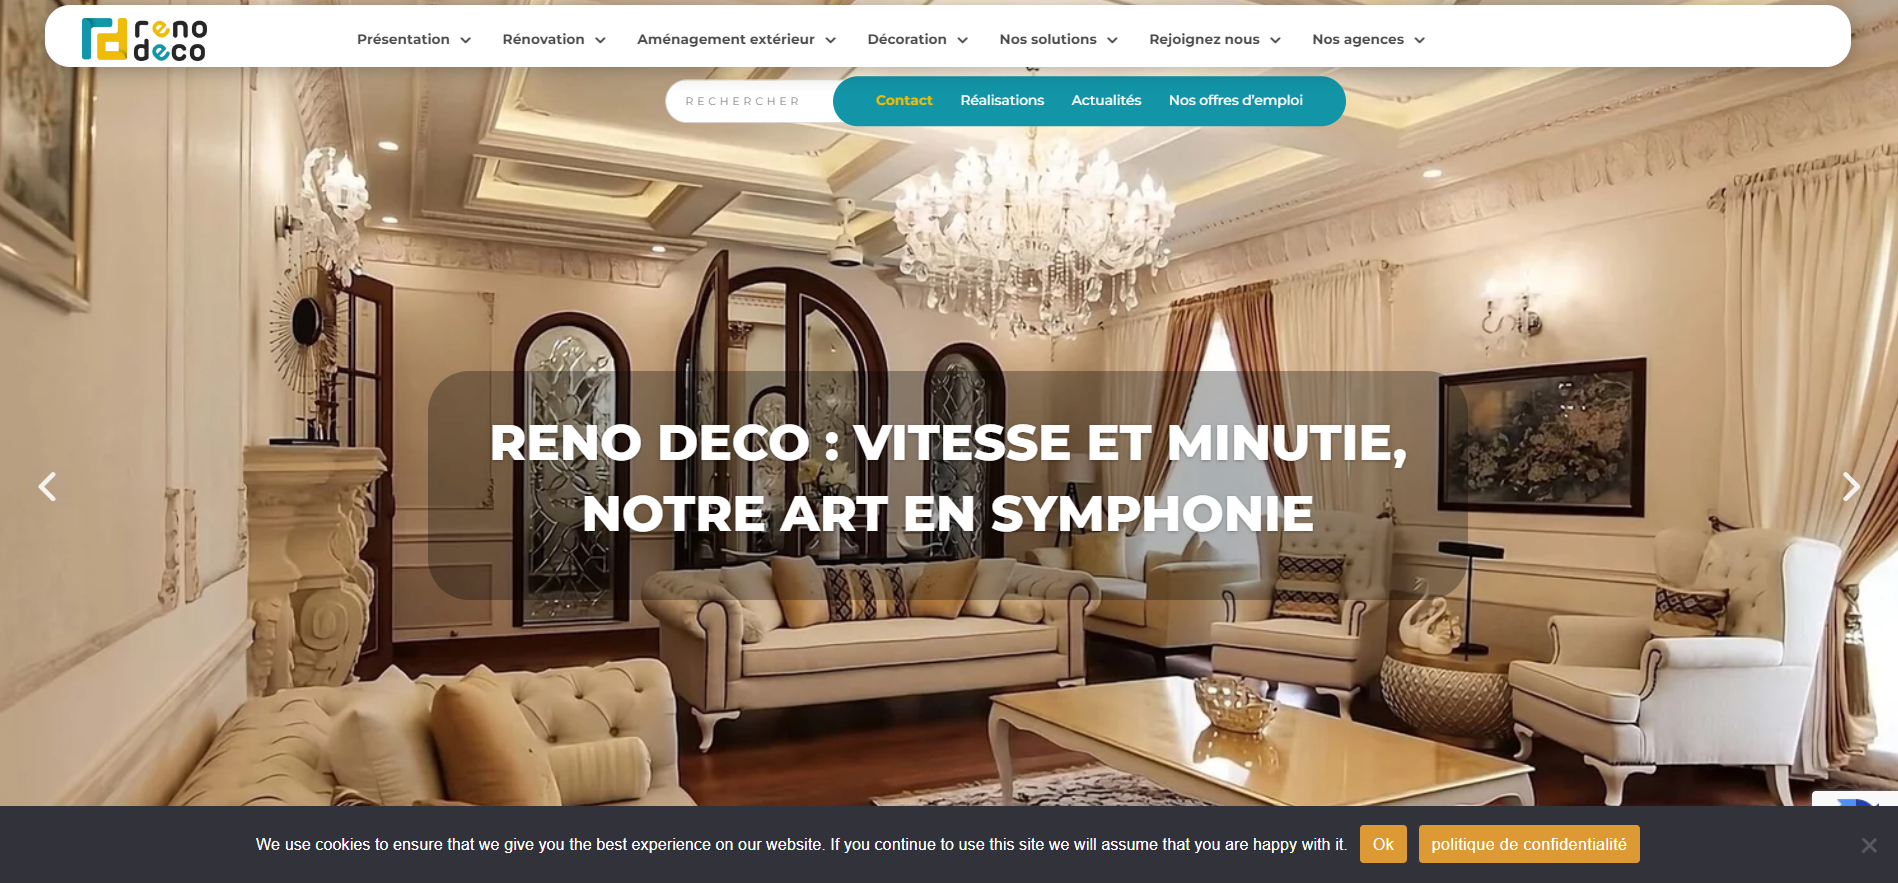 reno
deco
Présentation
Rénovation
Aménagement extérieur
Décoration
Nos solutions
Rejoignez nous
Nos agences
RECHERCHER
Contact
Réalisations
Actualités
Nos offres d'emploi
RENO DECO : VITESSE ET MINUTIE,
NOTRE ART EN SYMPHONIE
We use cookies to ensure that we give you the best experience on our website. If you continue to use this site we will assume that you are happy with it.
Ok
politique de confidentialité